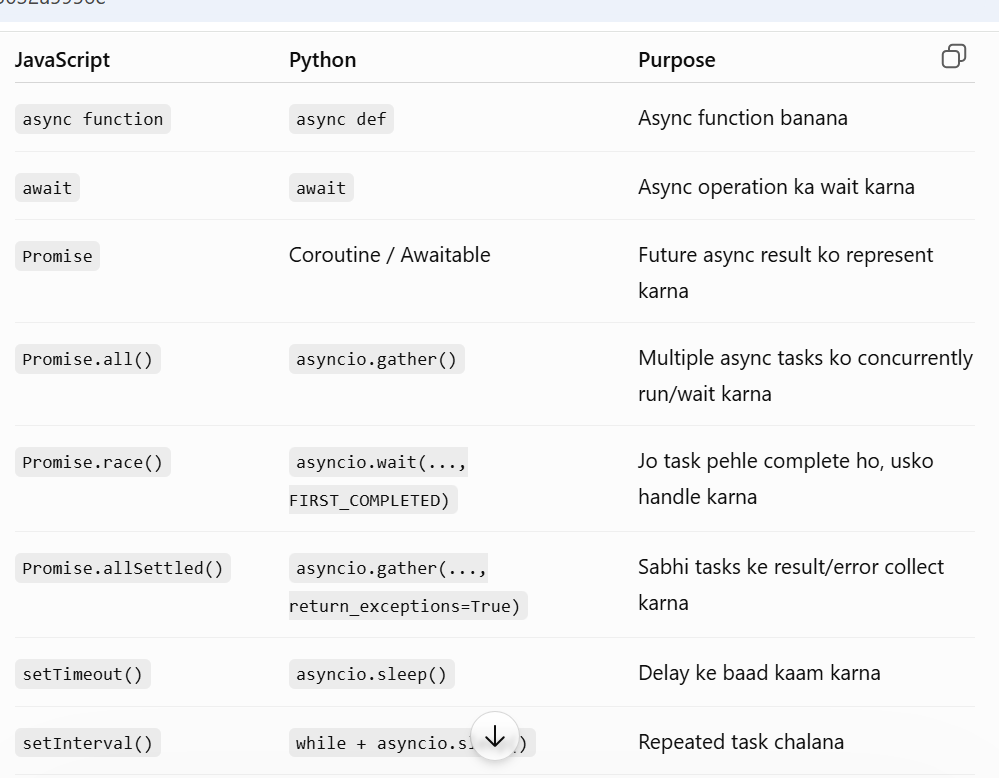 JavaScript Python Purpose
async function async def Async function banana
await await Async operation ka wait karna
Promise Coroutine / Awaitable Future async result ko represent
karna
Promise.all() asyncio.gather() Multiple async tasks ko concurrently
run/wait karna
Promise.race() asyncio.wait(..., Jo task pehle complete ho, usko
FIRST_COMPLETED) handle karna
Promise.allSettled() asyncio.gather(..., Sabhi tasks ke result/error collect
return_exceptions=True) karna
setTimeout() asyncio.sleep() Delay ke baad kaam karna
setInterval() while + Repeated task chalana